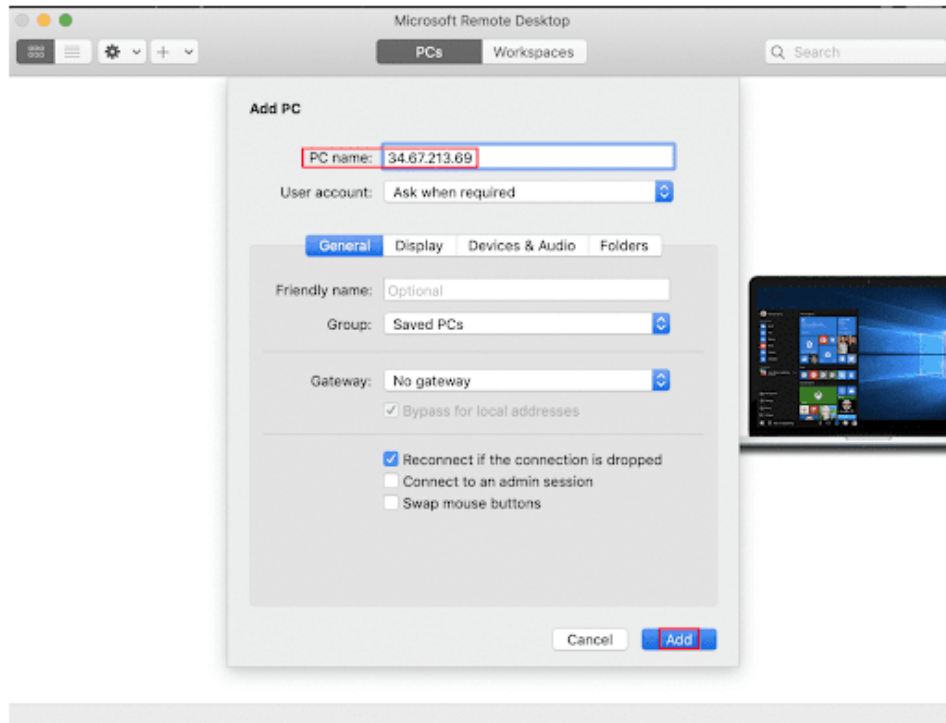 Microsoft Remote Desktop
PCs Workspaces Search
Add PC
PC name: 34.67.213.69
User account: Ask when required
General Display Devices & Audio Folders
Friendly name: Optional
Group: Saved PCs
Gateway: No gateway
Bypass for local addresses
Reconnect if the connection is dropped
Connect to an admin session
Swap mouse buttons
Cancel Add